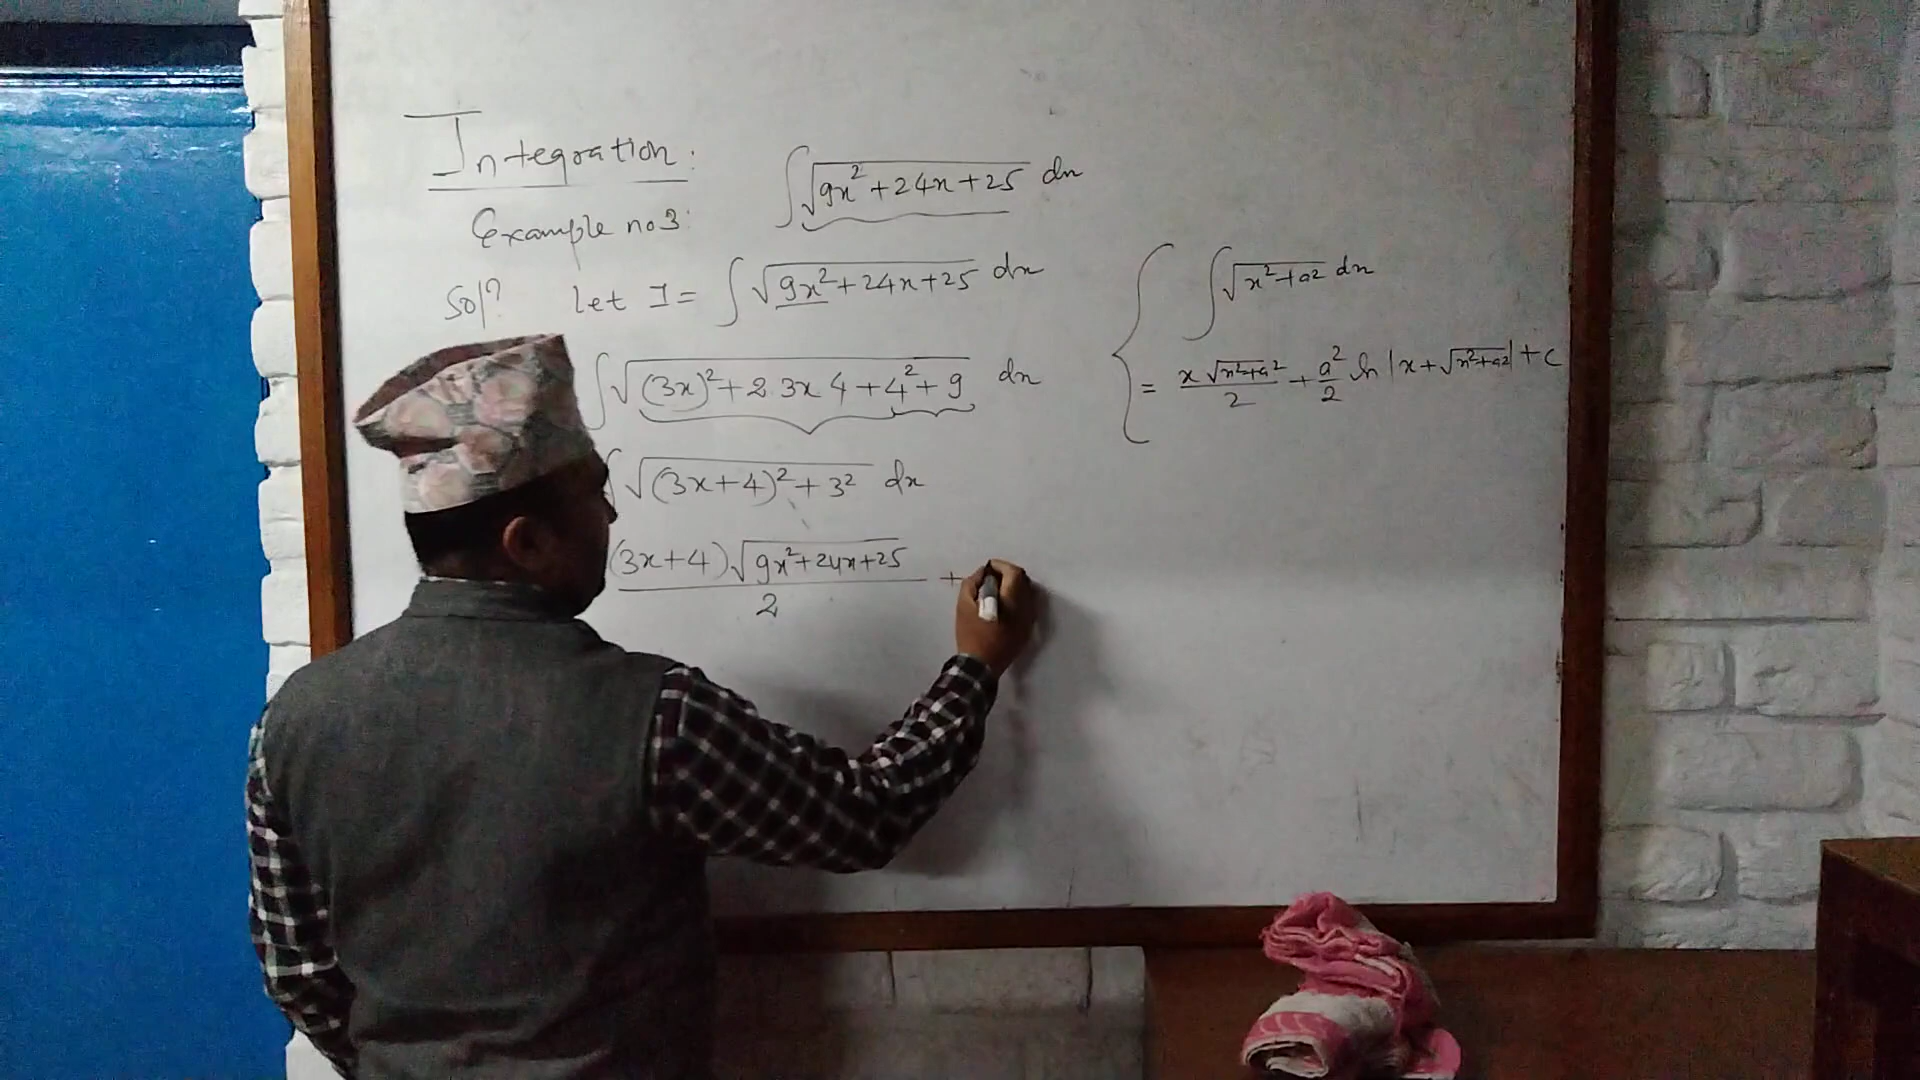 Integration:
∫√9x²+24x+25 dx
Example no 3:
Sol? let I = ∫√9x²+24x+25 dx
∫√(3x)²+2.3x 4+4²+9 dx
∫√(3x+4)²+3² dx
(3x+4)√9x²+24x+25 +
2
∫√x²+a² dx
= x√x²+a²/2 + a²/2 ln|x+√x²+a²|+c